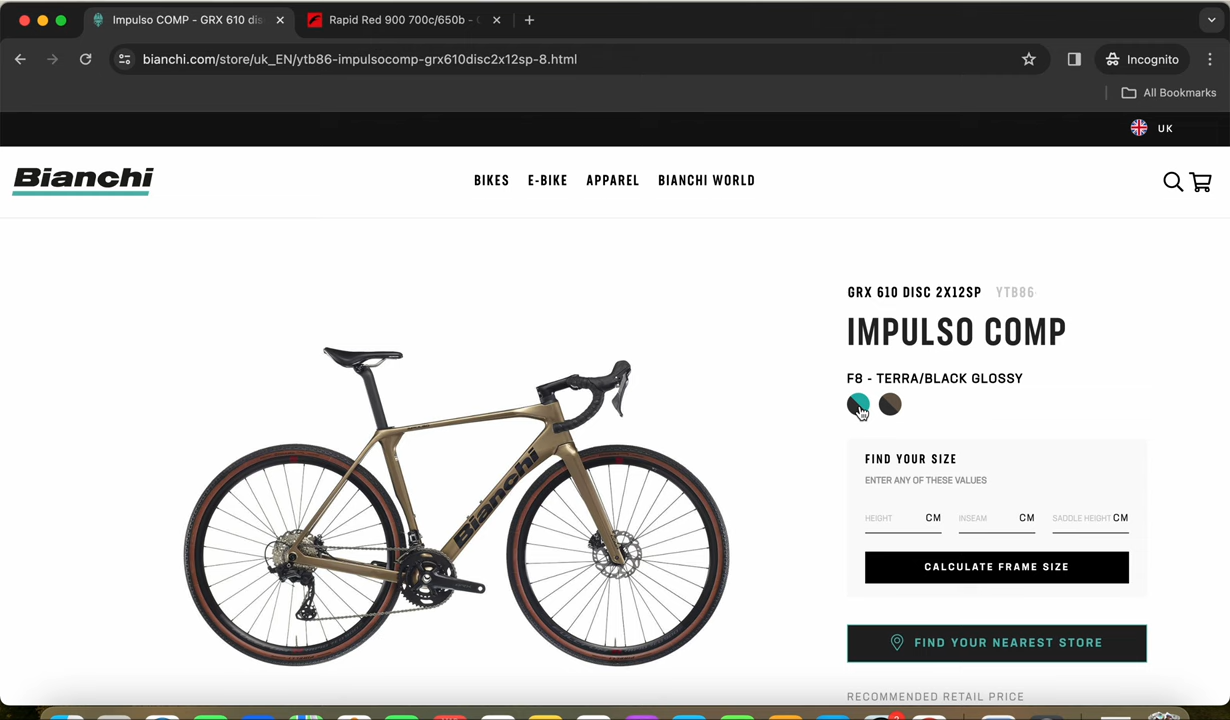 Impulso COMP - GRX 610 dis
Rapid Red 900 700c/650b -
bianchi.com/store/uk_EN/ytb86-impulsocomp-grx610disc2x12sp-8.html
Incognito
All Bookmarks
UK
Bianchi
BIKES
E-BIKE
APPAREL
BIANCHI WORLD
GRX 610 DISC 2X12SP YTB86
IMPULSO COMP
F8 - TERRA/BLACK GLOSSY
Bianchi
FIND YOUR SIZE
ENTER ANY OF THESE VALUES
HEIGHT CM
INSEAM CM
SADDLE HEIGHT CM
CALCULATE FRAME SIZE
FIND YOUR NEAREST STORE
RECOMMENDED RETAIL PRICE